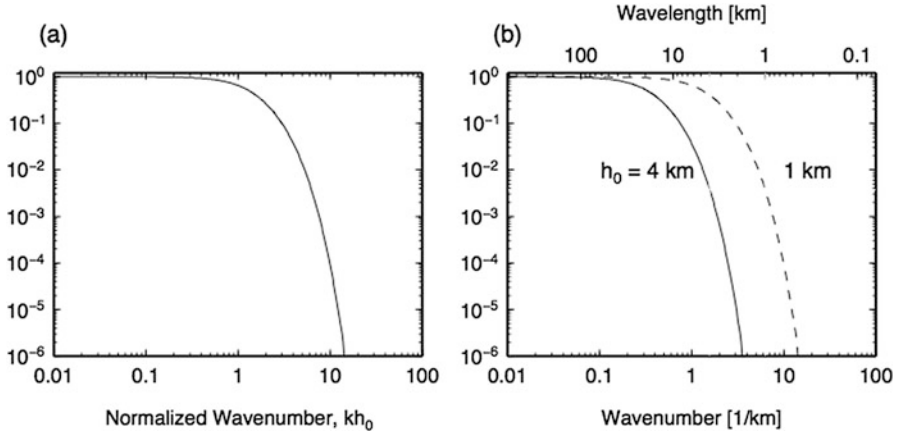 (a)
10⁰
10⁻¹
10⁻²
10⁻³
10⁻⁴
10⁻⁵
10⁻⁶
0.01 0.1 1 10 100
Normalized Wavenumber, kh₀
Wavelength [km]
(b)
100 10 1 0.1
10⁰
10⁻¹
10⁻²
10⁻³
10⁻⁴
10⁻⁵
10⁻⁶
h₀ = 4 km 1 km
0.01 0.1 1 10 100
Wavenumber [1/km]